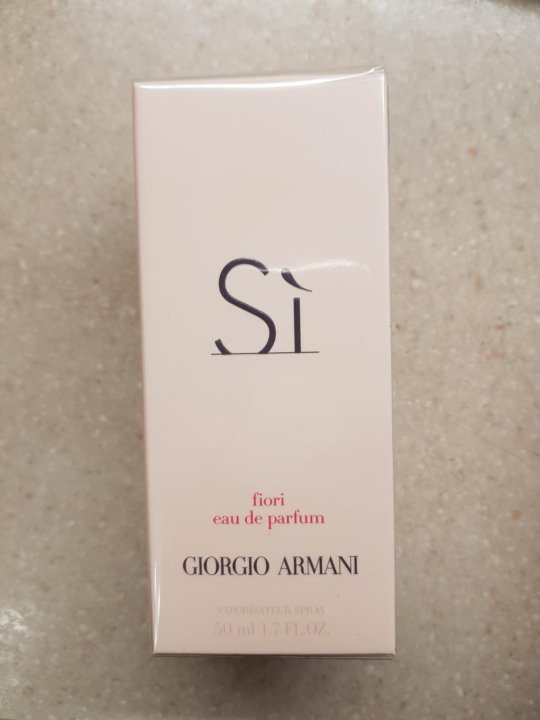 Sì
fiori
eau de parfum
GIORGIO ARMANI
VAPORISATEUR SPRAY
50 ml 1.7 FL.OZ.